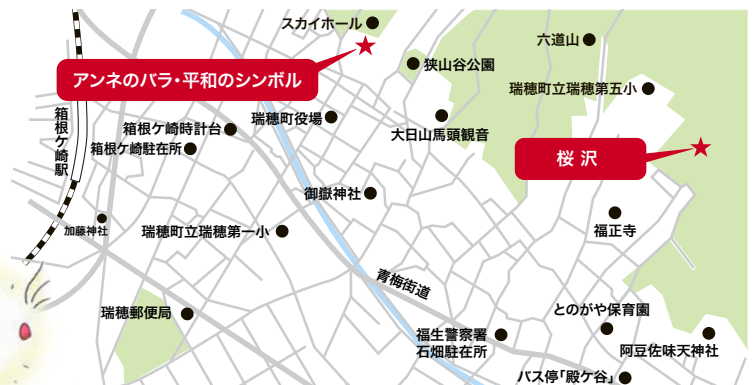 スカイホール
六道山
アンネのバラ・平和のシンボル
狭山谷公園
瑞穂町立瑞穂第五小
箱根ケ崎駅
箱根ケ崎時計台
瑞穂町役場
大日山馬頭観音
箱根ケ崎駐在所
桜沢
御嶽神社
加藤神社
瑞穂町立瑞穂第一小
福正寺
青梅街道
瑞穂郵便局
とのがや保育園
福生警察署
石畑駐在所
阿豆佐味天神社
バス停「殿ケ谷」